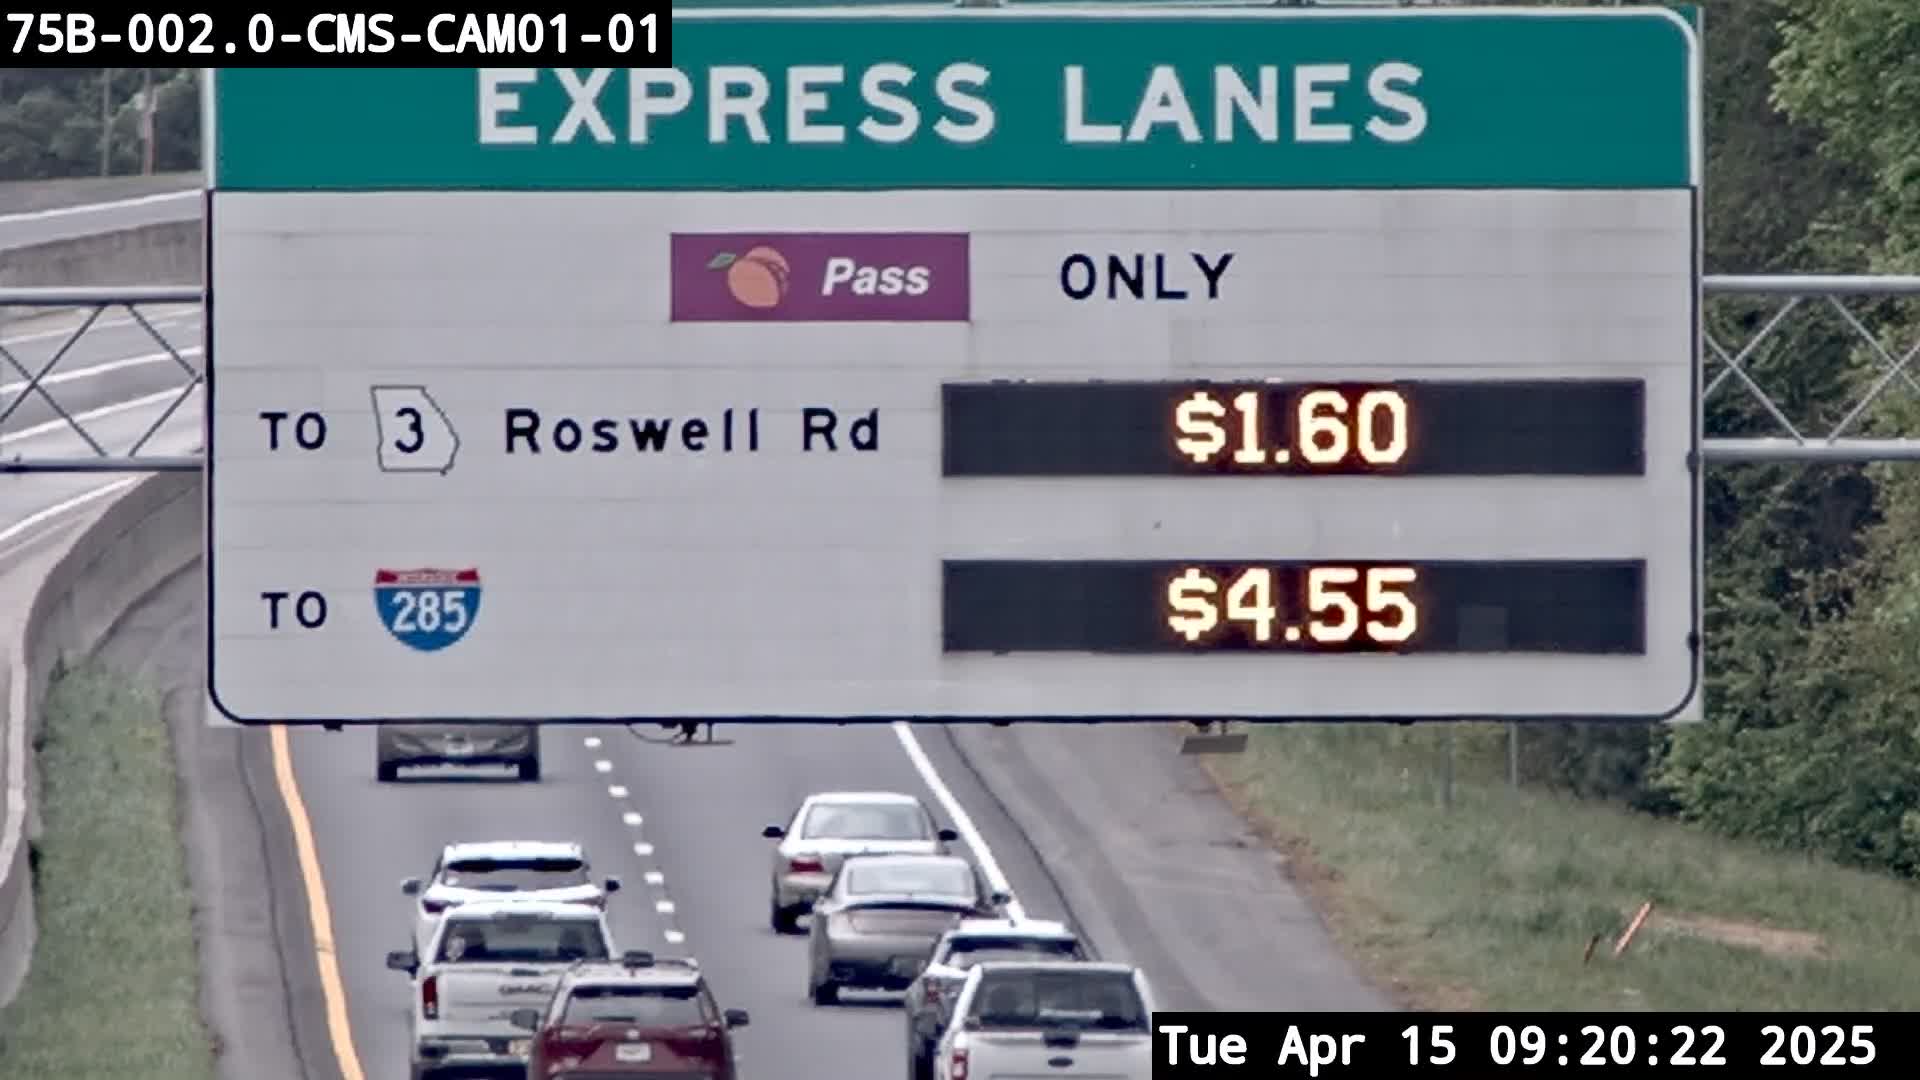 75B-002.0-CMS-CAM01-01
EXPRESS LANES
Pass ONLY
TO 3 Roswell Rd $1.60
TO 285 $4.55
Tue Apr 15 09:20:22 2025